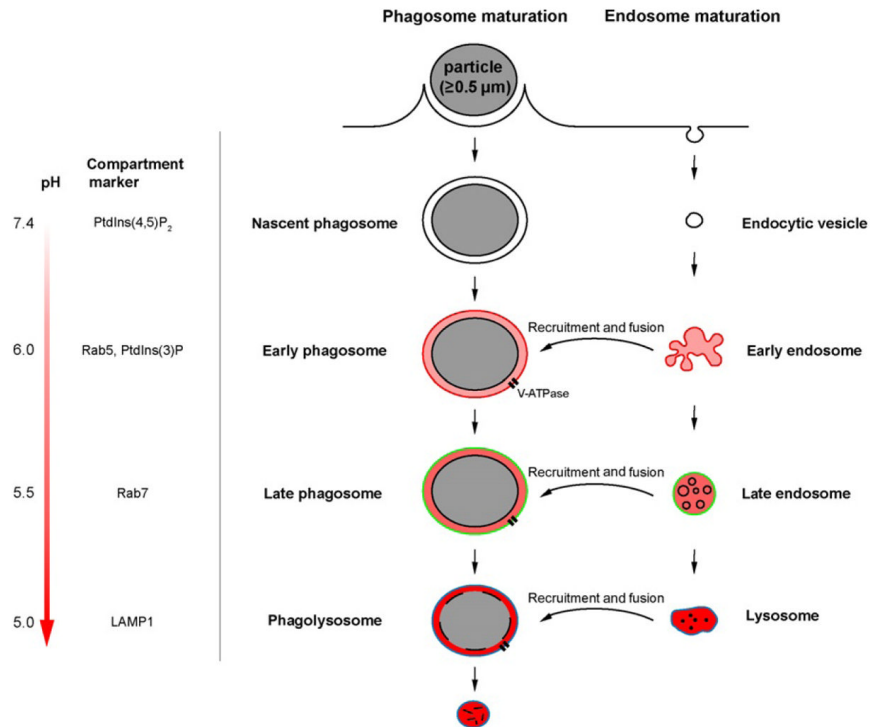 Phagosome maturation
Endosome maturation
particle
(≥0.5 µm)
Compartment
marker
pH
7.4
PtdIns(4,5)P₂
Nascent phagosome
Endocytic vesicle
Recruitment and fusion
6.0
Rab5, PtdIns(3)P
Early phagosome
Early endosome
V-ATPase
Recruitment and fusion
5.5
Rab7
Late phagosome
Late endosome
Recruitment and fusion
5.0
LAMP1
Phagolysosome
Lysosome